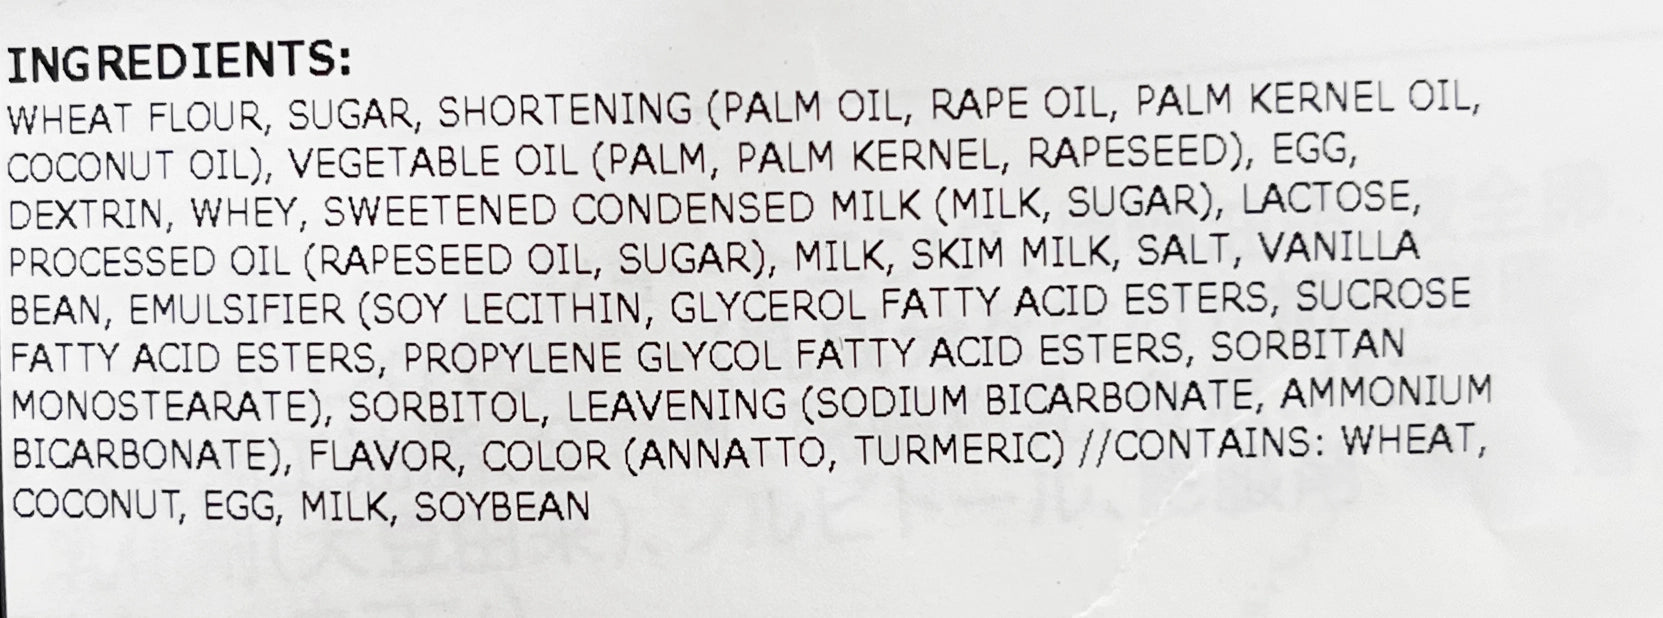 INGREDIENTS:
WHEAT FLOUR, SUGAR, SHORTENING (PALM OIL, RAPE OIL, PALM KERNEL OIL,
COCONUT OIL), VEGETABLE OIL (PALM, PALM KERNEL, RAPESEED), EGG,
DEXTRIN, WHEY, SWEETENED CONDENSED MILK (MILK, SUGAR), LACTOSE,
PROCESSED OIL (RAPESEED OIL, SUGAR), MILK, SKIM MILK, SALT, VANILLA
BEAN, EMULSIFIER (SOY LECITHIN, GLYCEROL FATTY ACID ESTERS, SUCROSE
FATTY ACID ESTERS, PROPYLENE GLYCOL FATTY ACID ESTERS, SORBITAN
MONOSTEARATE), SORBITOL, LEAVENING (SODIUM BICARBONATE, AMMONIUM
BICARBONATE), FLAVOR, COLOR (ANNATTO, TURMERIC) //CONTAINS: WHEAT,
COCONUT, EGG, MILK, SOYBEAN